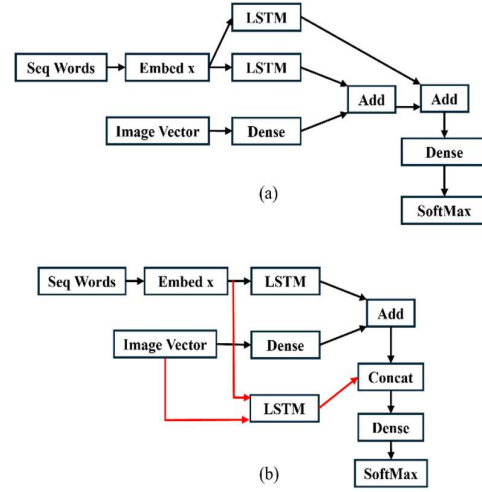 LSTM
Seq Words Embed x LSTM
Add Add
Image Vector Dense
Dense
SoftMax
(a)
Seq Words Embed x LSTM
Add
Image Vector Dense
Concat
LSTM
Dense
SoftMax
(b)